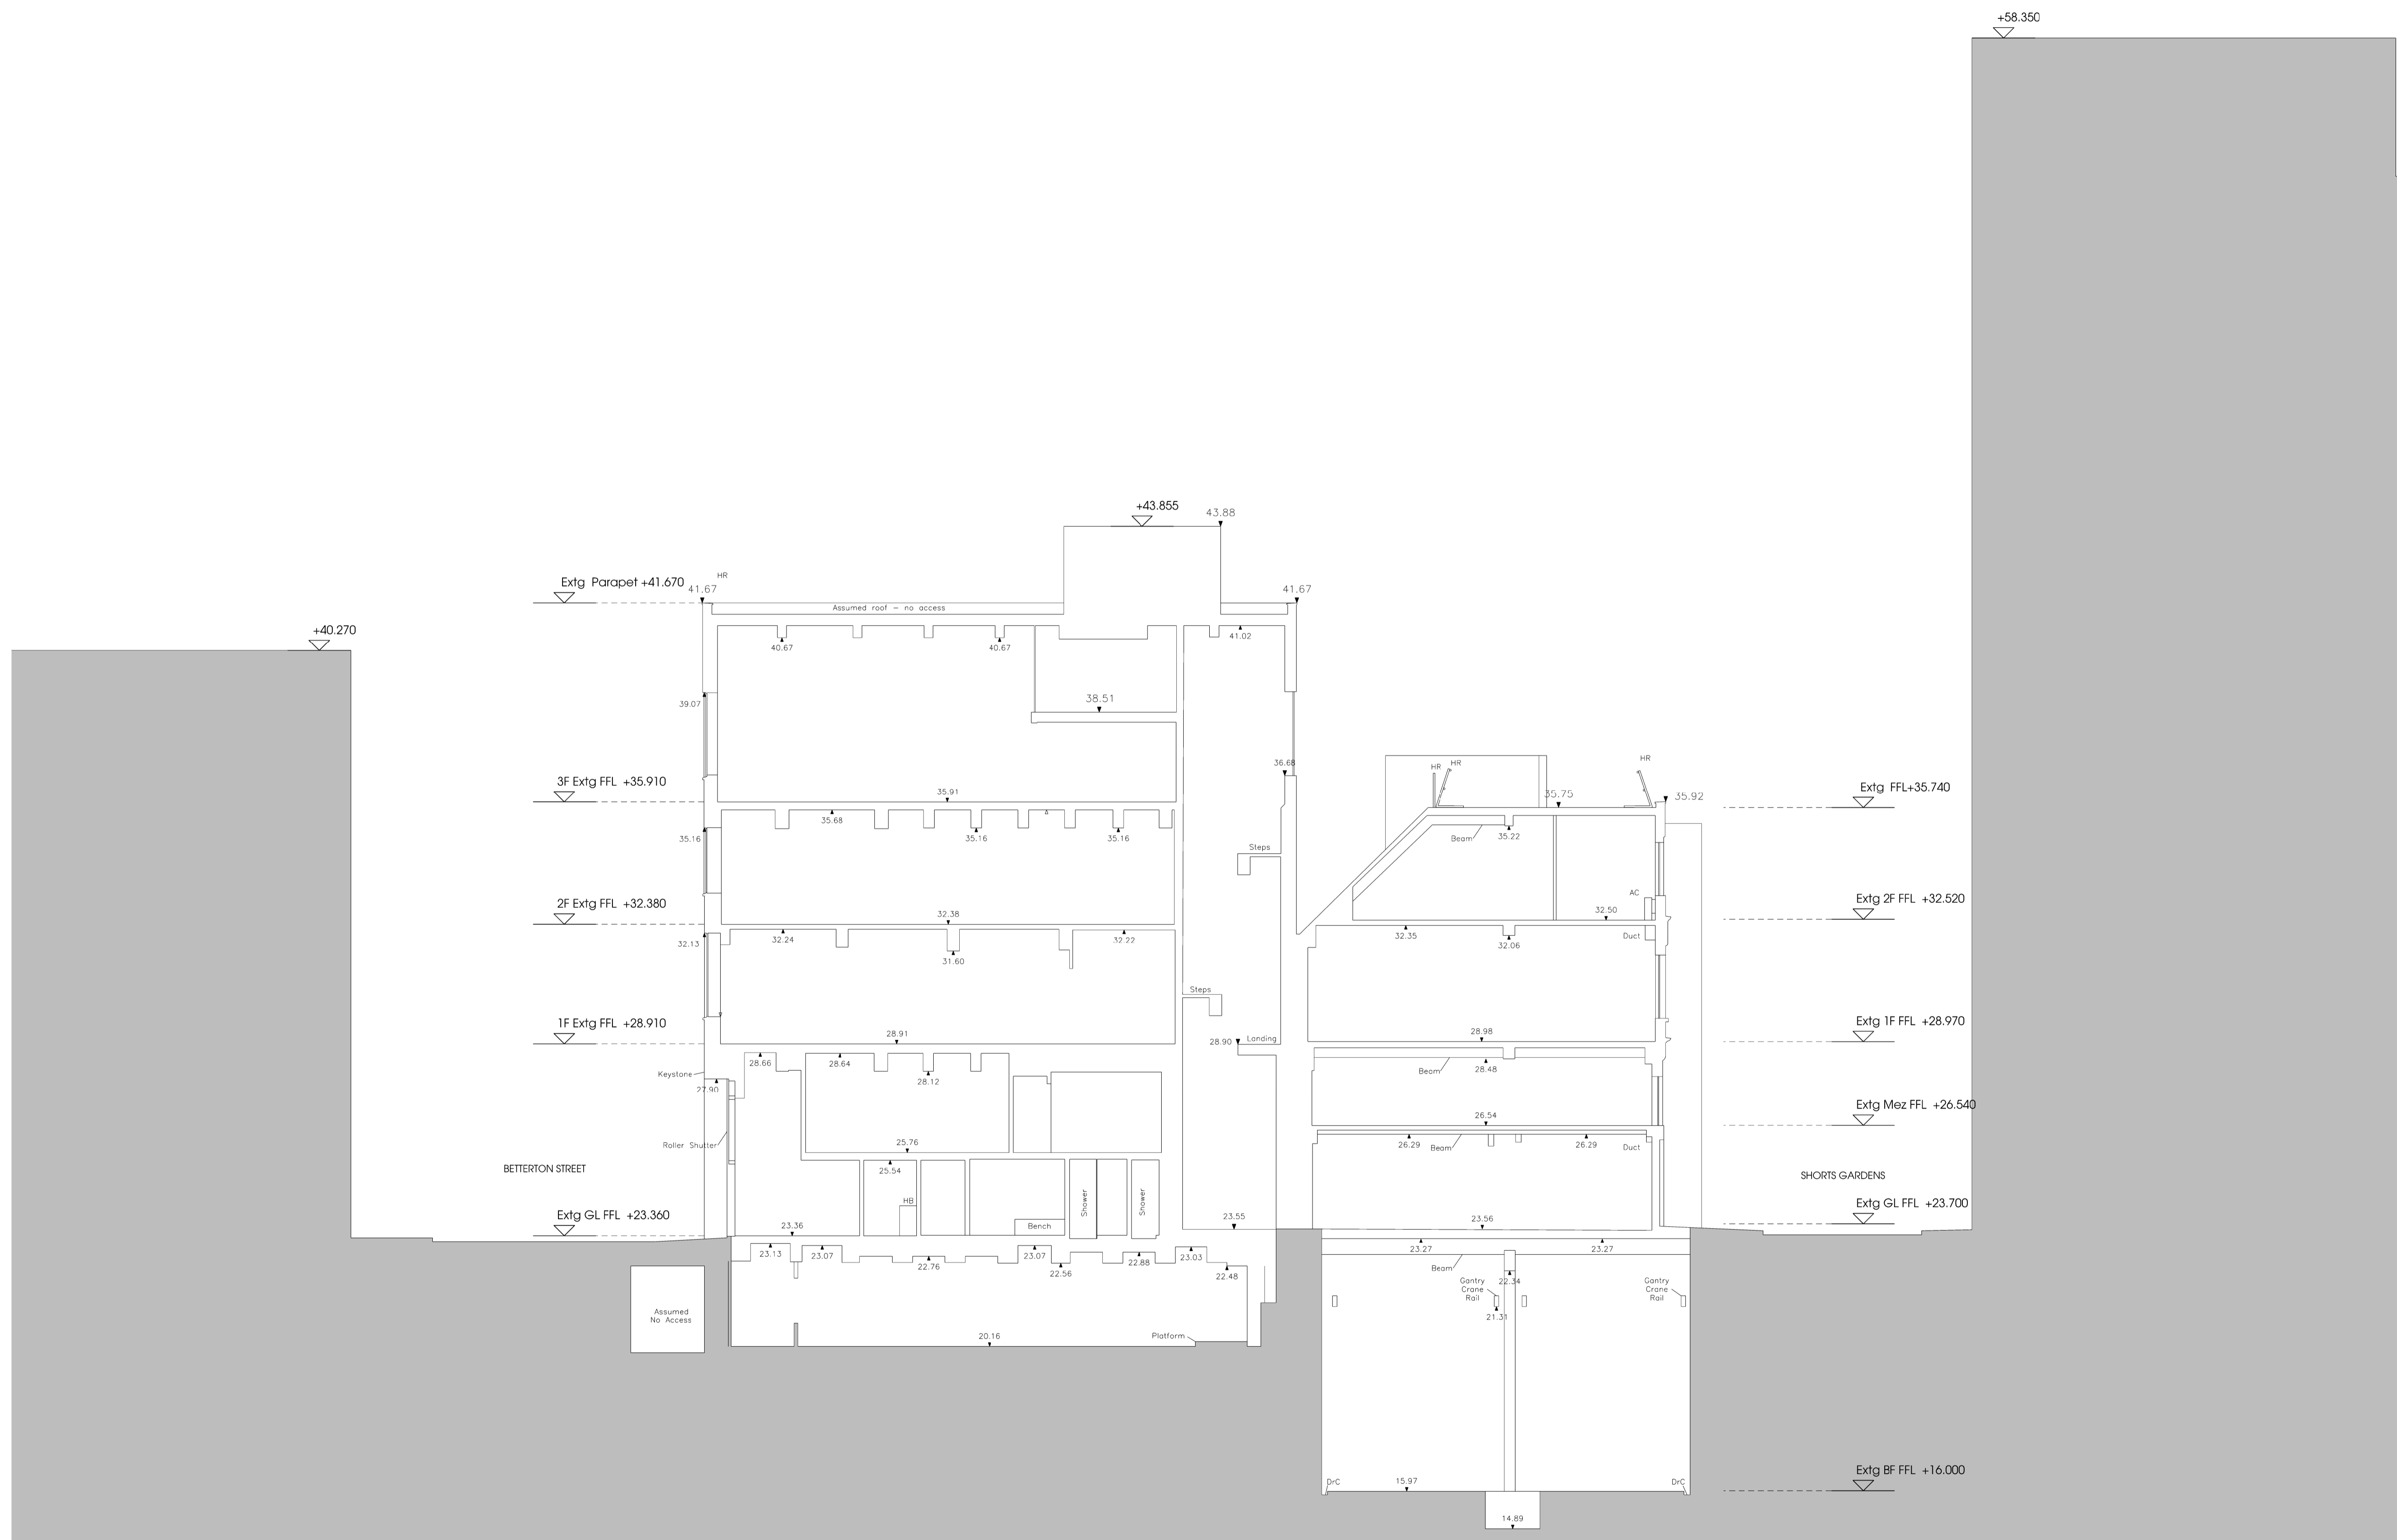 +58.350
+43.855
43.88
Extg Parapet +41.670
HR
41.67
41.67
Assumed roof – no access
+40.270
40.67
40.67
41.02
39.07
38.51
36.68
HR
HR
HR
3F Extg FFL +35.910
35.91
35.75
35.92
Extg FFL+35.740
35.68
35.16
35.16
35.16
Beam
35.22
Steps
AC
2F Extg FFL +32.380
32.38
32.50
Extg 2F FFL +32.520
32.13
32.24
31.60
32.22
32.35
32.06
Duct
Steps
1F Extg FFL +28.910
28.91
28.90
Landing
28.98
Extg 1F FFL +28.970
Keystone
28.66
28.64
28.12
Beam
28.48
27.90
Extg Mez FFL +26.540
26.54
Roller Shutter
25.76
26.29
Beam
26.29
Duct
BETTERTON STREET
25.54
SHORTS GARDENS
HB
Shower
Shower
Bench
Extg GL FFL +23.360
23.36
23.55
23.56
Extg GL FFL +23.700
23.13
23.07
22.76
23.07
22.56
22.88
23.03
22.48
23.27
23.27
Beam
22.34
Gantry
Crane
Rail
Gantry
Crane
Rail
21.31
Assumed
No Access
20.16
Platform
Extg BF FFL +16.000
DrC
15.97
DrC
14.89